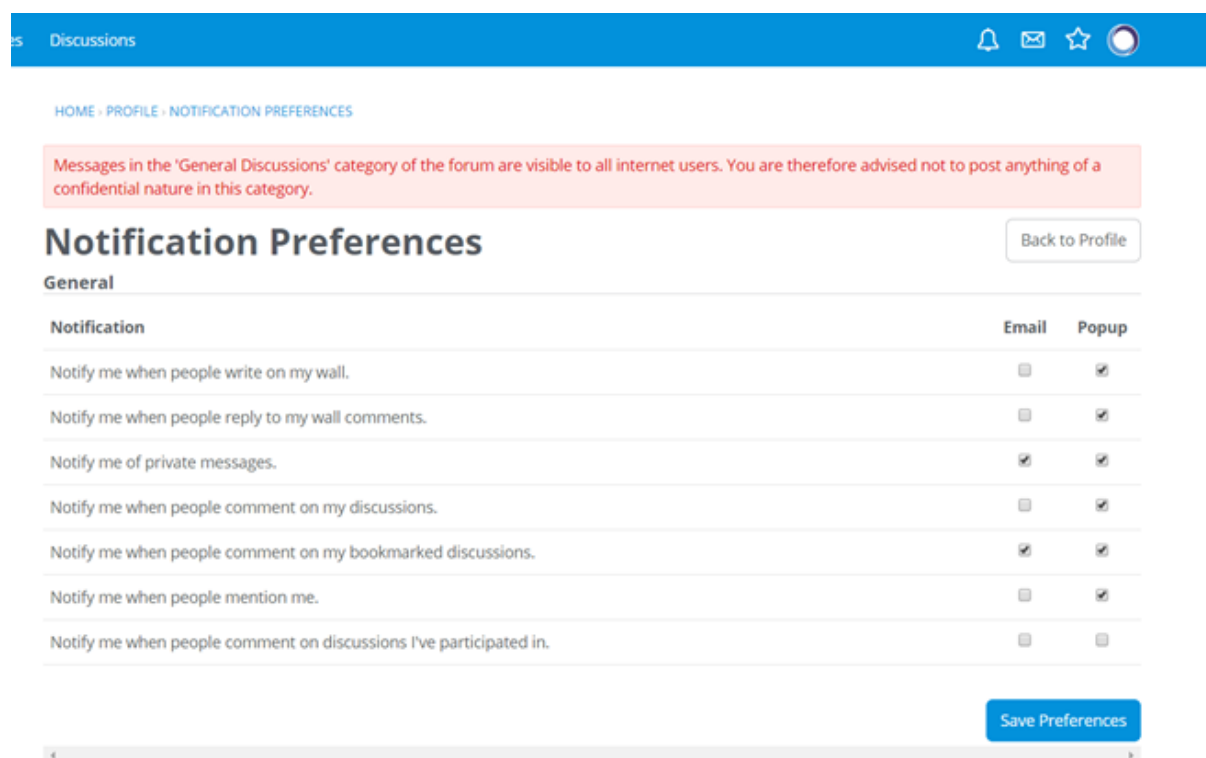 es Discussions
HOME › PROFILE › NOTIFICATION PREFERENCES
Messages in the 'General Discussions' category of the forum are visible to all internet users. You are therefore advised not to post anything of a
confidential nature in this category.
Notification Preferences Back to Profile
General
Notification Email Popup
Notify me when people write on my wall.
Notify me when people reply to my wall comments.
Notify me of private messages.
Notify me when people comment on my discussions.
Notify me when people comment on my bookmarked discussions.
Notify me when people mention me.
Notify me when people comment on discussions I've participated in.
Save Preferences